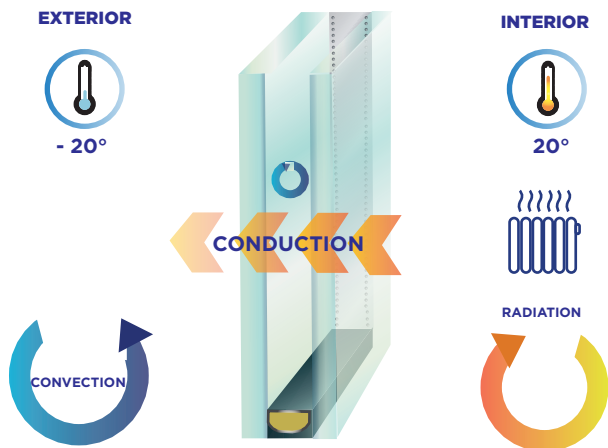 EXTERIOR
INTERIOR
- 20°
20°
CONDUCTION
RADIATION
CONVECTION